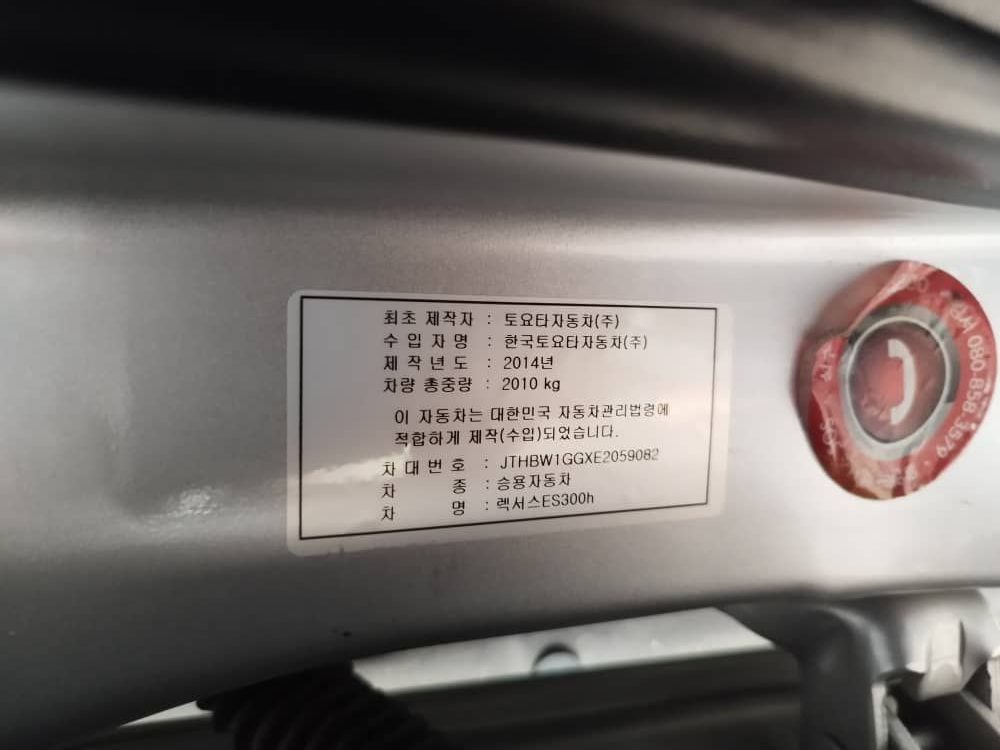 최초 제작자 : 토요타자동차(주)
수 입 자 명 : 한국토요타자동차(주)
제 작 년 도 : 2014년
차량 총중량 : 2010 kg
이 자동차는 대한민국 자동차관리법령에
적합하게 제작(수입)되었습니다.
차 대 번 호 : JTHBW1GGXE2059082
차 종 : 승용자동차
차 명 : 렉서스ES300h
080-858-3579